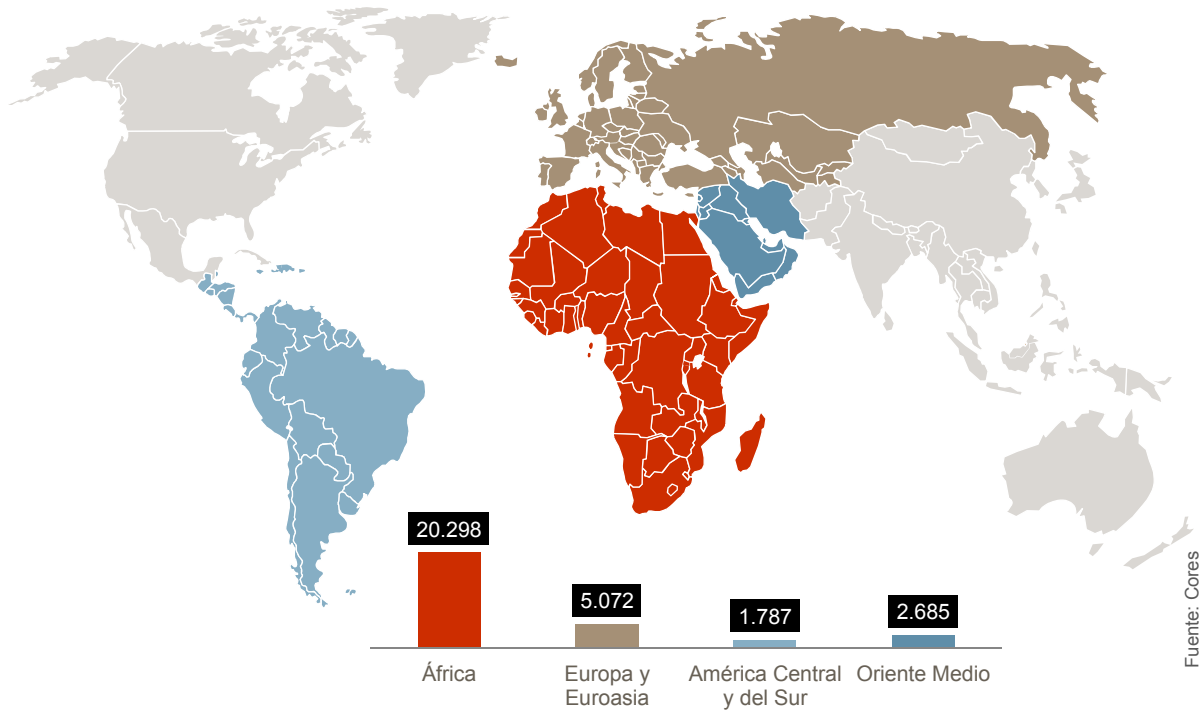 20.298
5.072
1.787
2.685
África
Europa y
Euroasia
América Central
y del Sur
Oriente Medio
Fuente: Cores